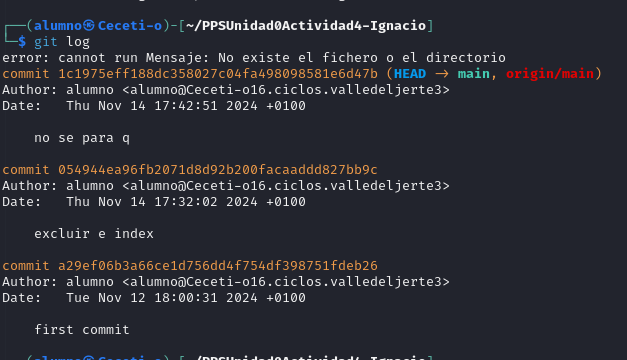 ┌──(alumno㉿Ceceti-o)-[~/PPSUnidad0Actividad4-Ignacio]
└─$ git log
error: cannot run Mensaje: No existe el fichero o el directorio
commit 1c1975eff188dc358027c04fa498098581e6d47b (HEAD -> main, origin/main)
Author: alumno <alumno@Ceceti-o16.ciclos.valledeljerte3>
Date:   Thu Nov 14 17:42:51 2024 +0100

    no se para q

commit 054944ea96fb2071d8d92b200facaaddd827bb9c
Author: alumno <alumno@Ceceti-o16.ciclos.valledeljerte3>
Date:   Thu Nov 14 17:32:02 2024 +0100

    excluir e index

commit a29ef06b3a66ce1d756dd4f754df398751fdeb26
Author: alumno <alumno@Ceceti-o16.ciclos.valledeljerte3>
Date:   Tue Nov 12 18:00:31 2024 +0100

    first commit

┌──(alumno㉿Ceceti-o)-[~/PPSUnidad0Actividad4-Ignacio]